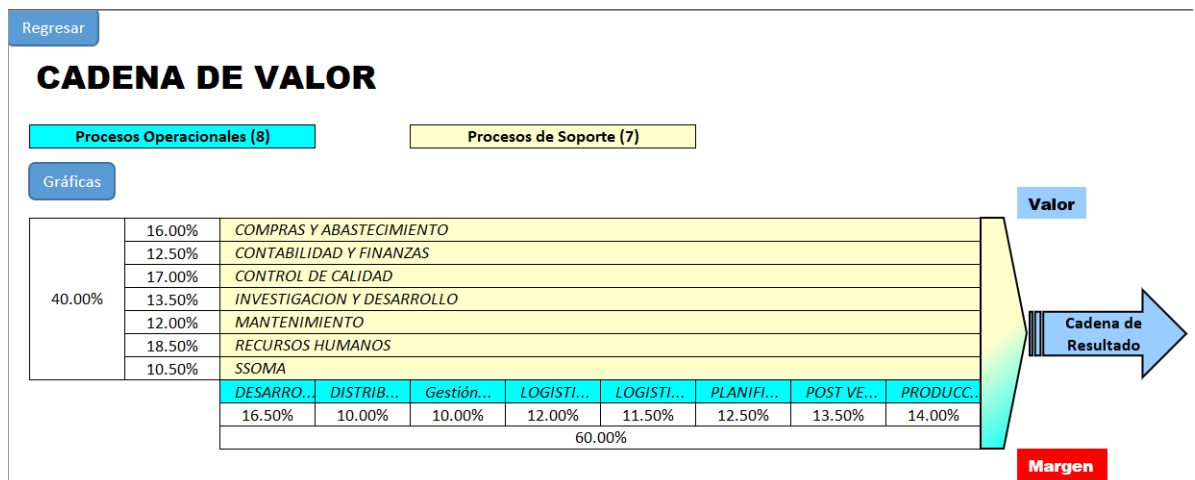 Regresar
CADENA DE VALOR
Procesos Operacionales (8)
Procesos de Soporte (7)
Gráficas
Valor
40.00%
16.00% COMPRAS Y ABASTECIMIENTO
12.50% CONTABILIDAD Y FINANZAS
17.00% CONTROL DE CALIDAD
13.50% INVESTIGACION Y DESARROLLO
12.00% MANTENIMIENTO
18.50% RECURSOS HUMANOS
10.50% SSOMA
Cadena de
Resultado
DESARRO... DISTRIB... Gestión... LOGISTI... LOGISTI... PLANIFI... POST VE... PRODUCC...
16.50% 10.00% 10.00% 12.00% 11.50% 12.50% 13.50% 14.00%
60.00%
Margen